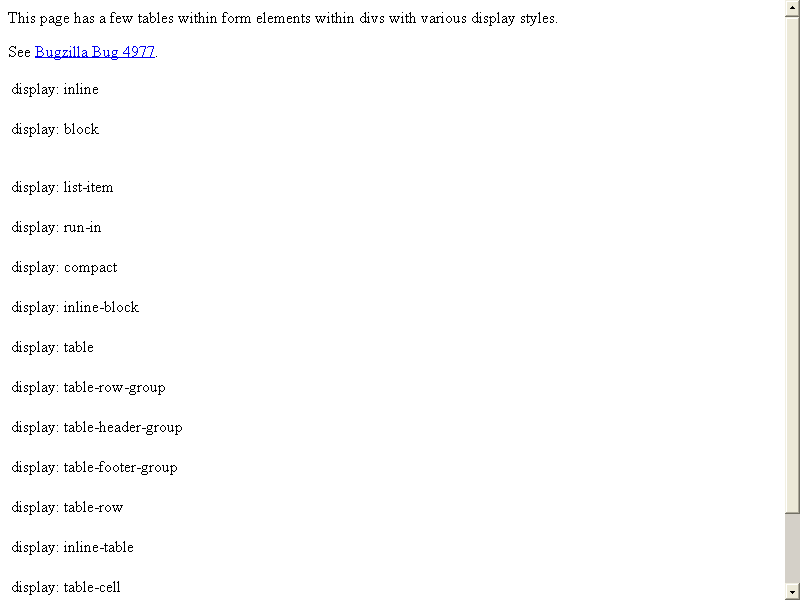 This page has a few tables within form elements within divs with various display styles.
See Bugzilla Bug 4977.
display: inline
display: block
display: list-item
display: run-in
display: compact
display: inline-block
display: table
display: table-row-group
display: table-header-group
display: table-footer-group
display: table-row
display: inline-table
display: table-cell